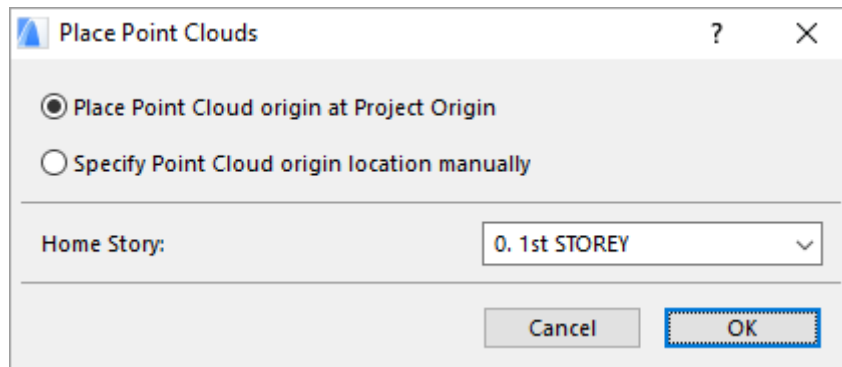 Place Point Clouds ?
Place Point Cloud origin at Project Origin
Specify Point Cloud origin location manually
Home Story: 0. 1st STOREY
Cancel OK